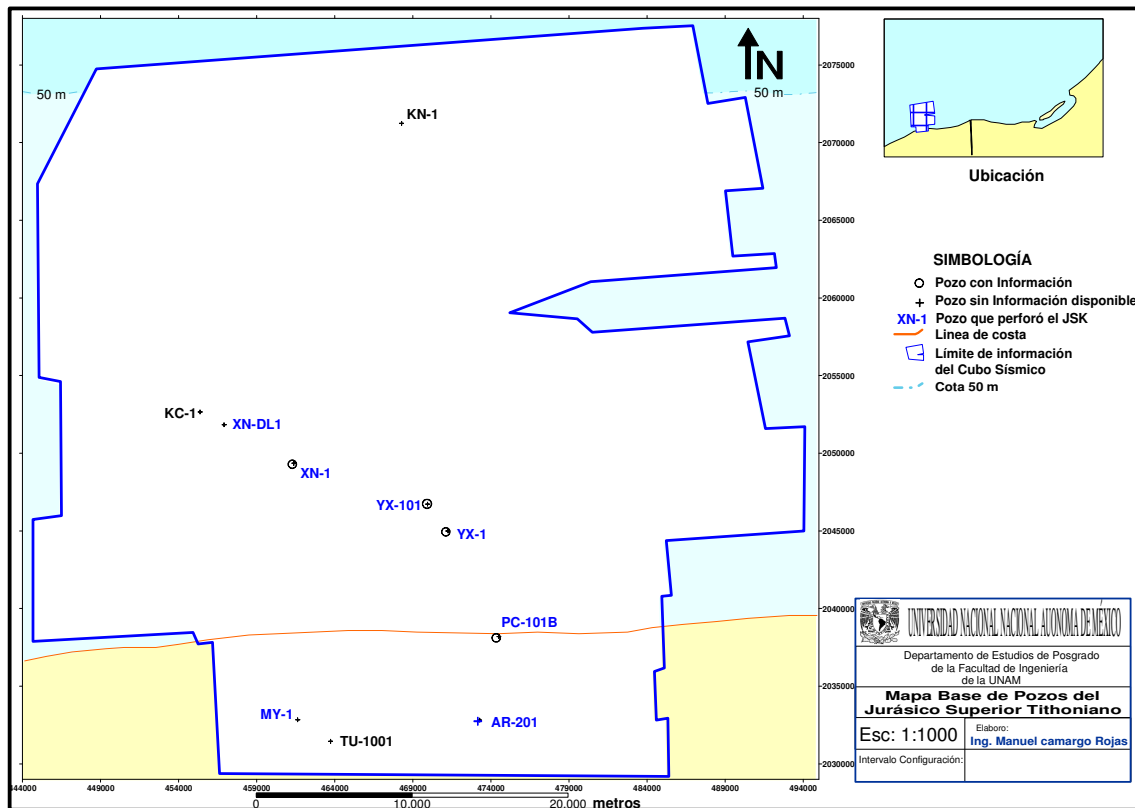 50 m
50 m
N
KN-1
KC-1
XN-DL1
XN-1
YX-101
YX-1
PC-101B
MY-1
TU-1001
AR-201
2075000
2070000
2065000
2060000
2055000
2050000
2045000
2040000
2035000
2030000
444000
449000
454000
459000
464000
469000
474000
479000
484000
489000
494000
0
10.000
20.000
metros
Ubicación
SIMBOLOGÍA
Pozo con Información
Pozo sin Información disponible
XN-1 Pozo que perforó el JSK
Linea de costa
Límite de información
del Cubo Sísmico
Cota 50 m
UNIVERSIDAD NACIONAL NACIONAL AUONOMA DE MÉXICO
Departamento de Estudios de Posgrado
de la Facultad de Ingeniería
de la UNAM
Mapa Base de Pozos del
Jurásico Superior Tithoniano
Esc: 1:1000
Elaboro:
Ing. Manuel camargo Rojas
Intervalo Configuración: